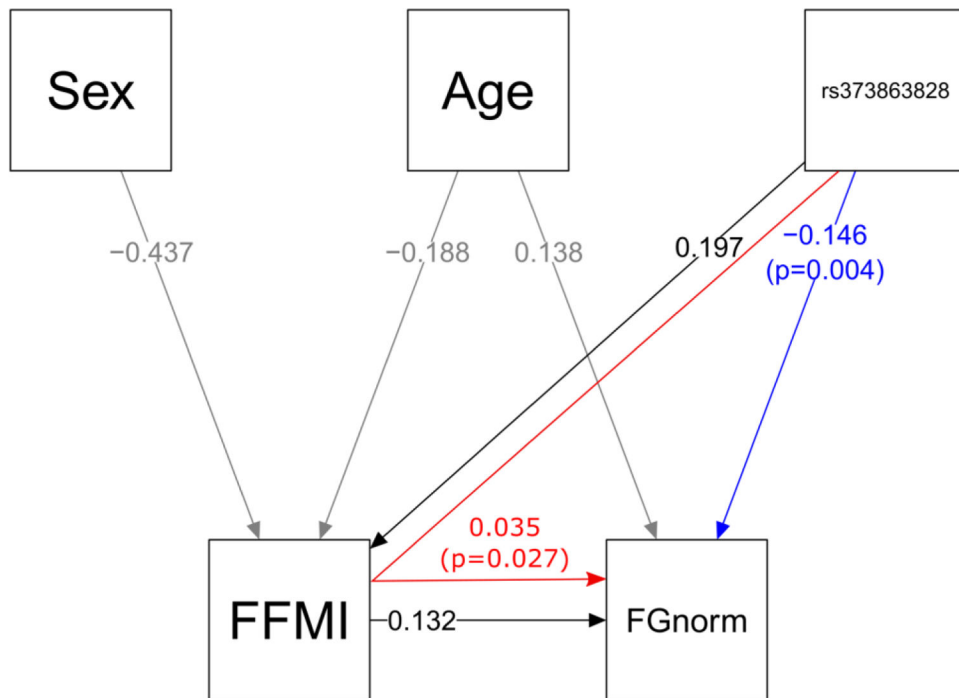 Sex
Age
rs373863828
−0.437
−0.188
0.138
0.197
−0.146
(p=0.004)
0.035
(p=0.027)
FFMI
0.132
FGnorm